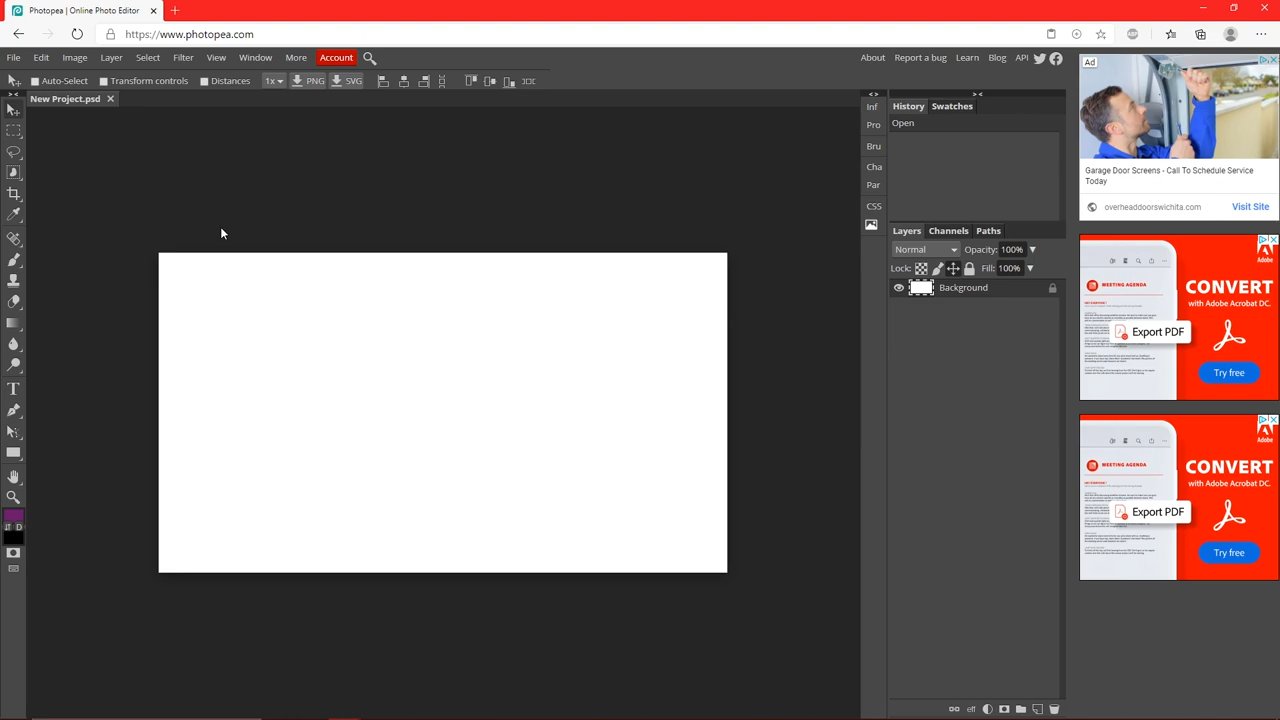 Photopea | Online Photo Editor
https://www.photopea.com
File Edit Image Layer Select Filter View Window More Account
About Report a bug Learn Blog API
Auto-Select Transform controls Distances 1x PNG SVG
New Project.psd
Inf
Pro
Bru
Cha
Par
CSS
History Swatches
Open
Layers Channels Paths
Normal Opacity: 100%
Lock: Fill: 100%
Background
eff
D
ABP
Ad
Garage Door Screens - Call To Schedule Service
Today
overheaddoorswichita.com Visit Site
Adobe
MEETING AGENDA
CONVERT
with Adobe Acrobat DC.
Export PDF
Try free
Adobe
MEETING AGENDA
CONVERT
with Adobe Acrobat DC.
Export PDF
Try free